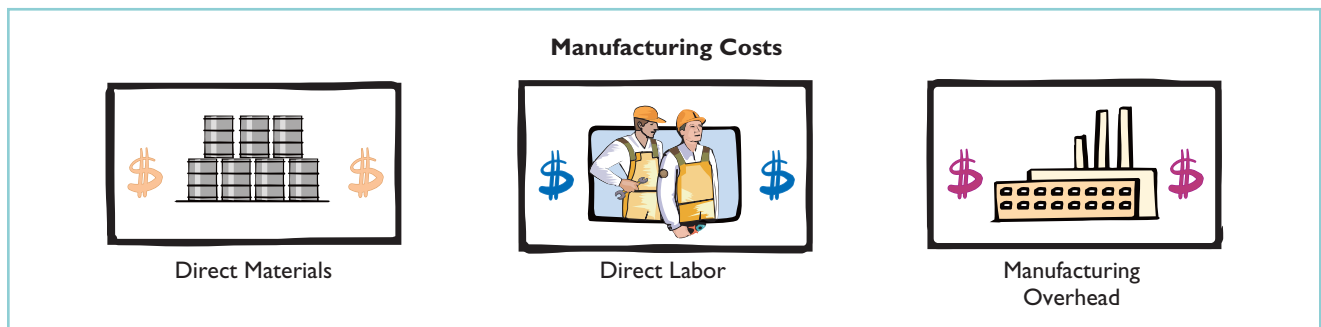 Manufacturing Costs
$ $ $ $ $ $
Direct Materials
Direct Labor
Manufacturing
Overhead